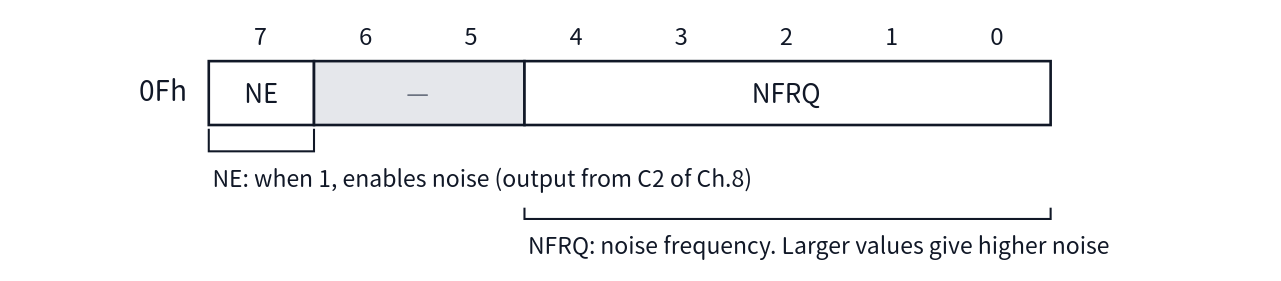 7 6 5 4 3 2 1 0
0Fh NE — NFRQ
NE: when 1, enables noise (output from C2 of Ch.8)
NFRQ: noise frequency. Larger values give higher noise